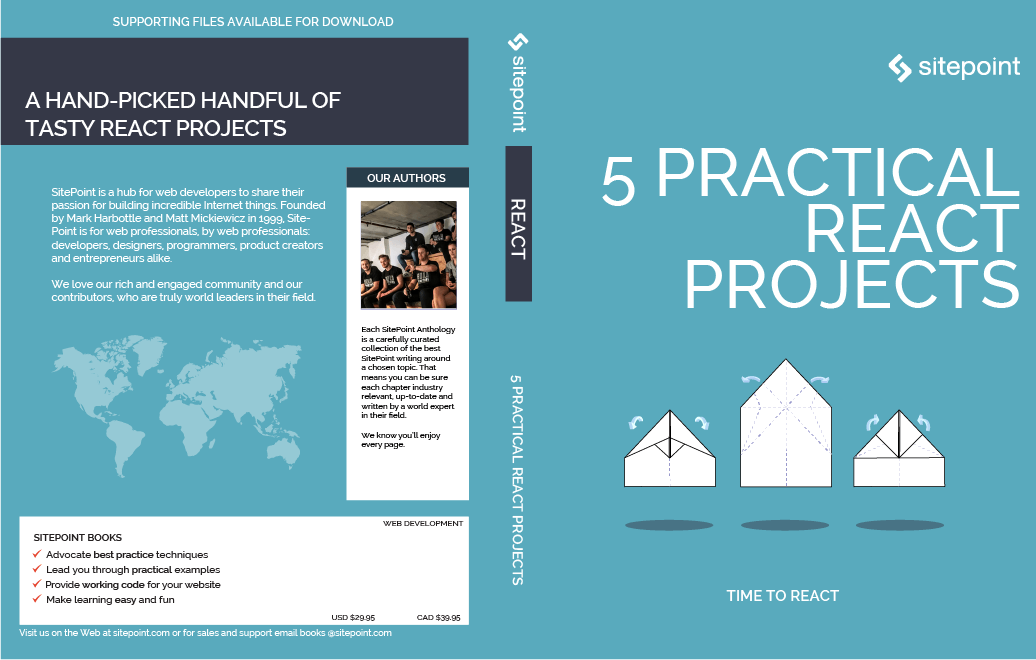 SUPPORTING FILES AVAILABLE FOR DOWNLOAD
A HAND-PICKED HANDFUL OF
TASTY REACT PROJECTS
SitePoint is a hub for web developers to share their
passion for building incredible Internet things. Founded
by Mark Harbottle and Matt Mickiewicz in 1999, Site-
Point is for web professionals, by web professionals:
developers, designers, programmers, product creators
and entrepreneurs alike.
We love our rich and engaged community and our
contributors, who are truly world leaders in their field.
OUR AUTHORS
Each SitePoint Anthology
is a carefully curated
collection of the best
SitePoint writing around
a chosen topic. That
means you can be sure
each chapter industry
relevant, up-to-date and
written by a world expert
in their field.
We know you'll enjoy
every page.
WEB DEVELOPMENT
SITEPOINT BOOKS
Advocate best practice techniques
Lead you through practical examples
Provide working code for your website
Make learning easy and fun
USD $29.95 CAD $39.95
Visit us on the Web at sitepoint.com or for sales and support email books @sitepoint.com
sitepoint
REACT
5 PRACTICAL REACT PROJECTS
sitepoint
5 PRACTICAL
REACT
PROJECTS
TIME TO REACT